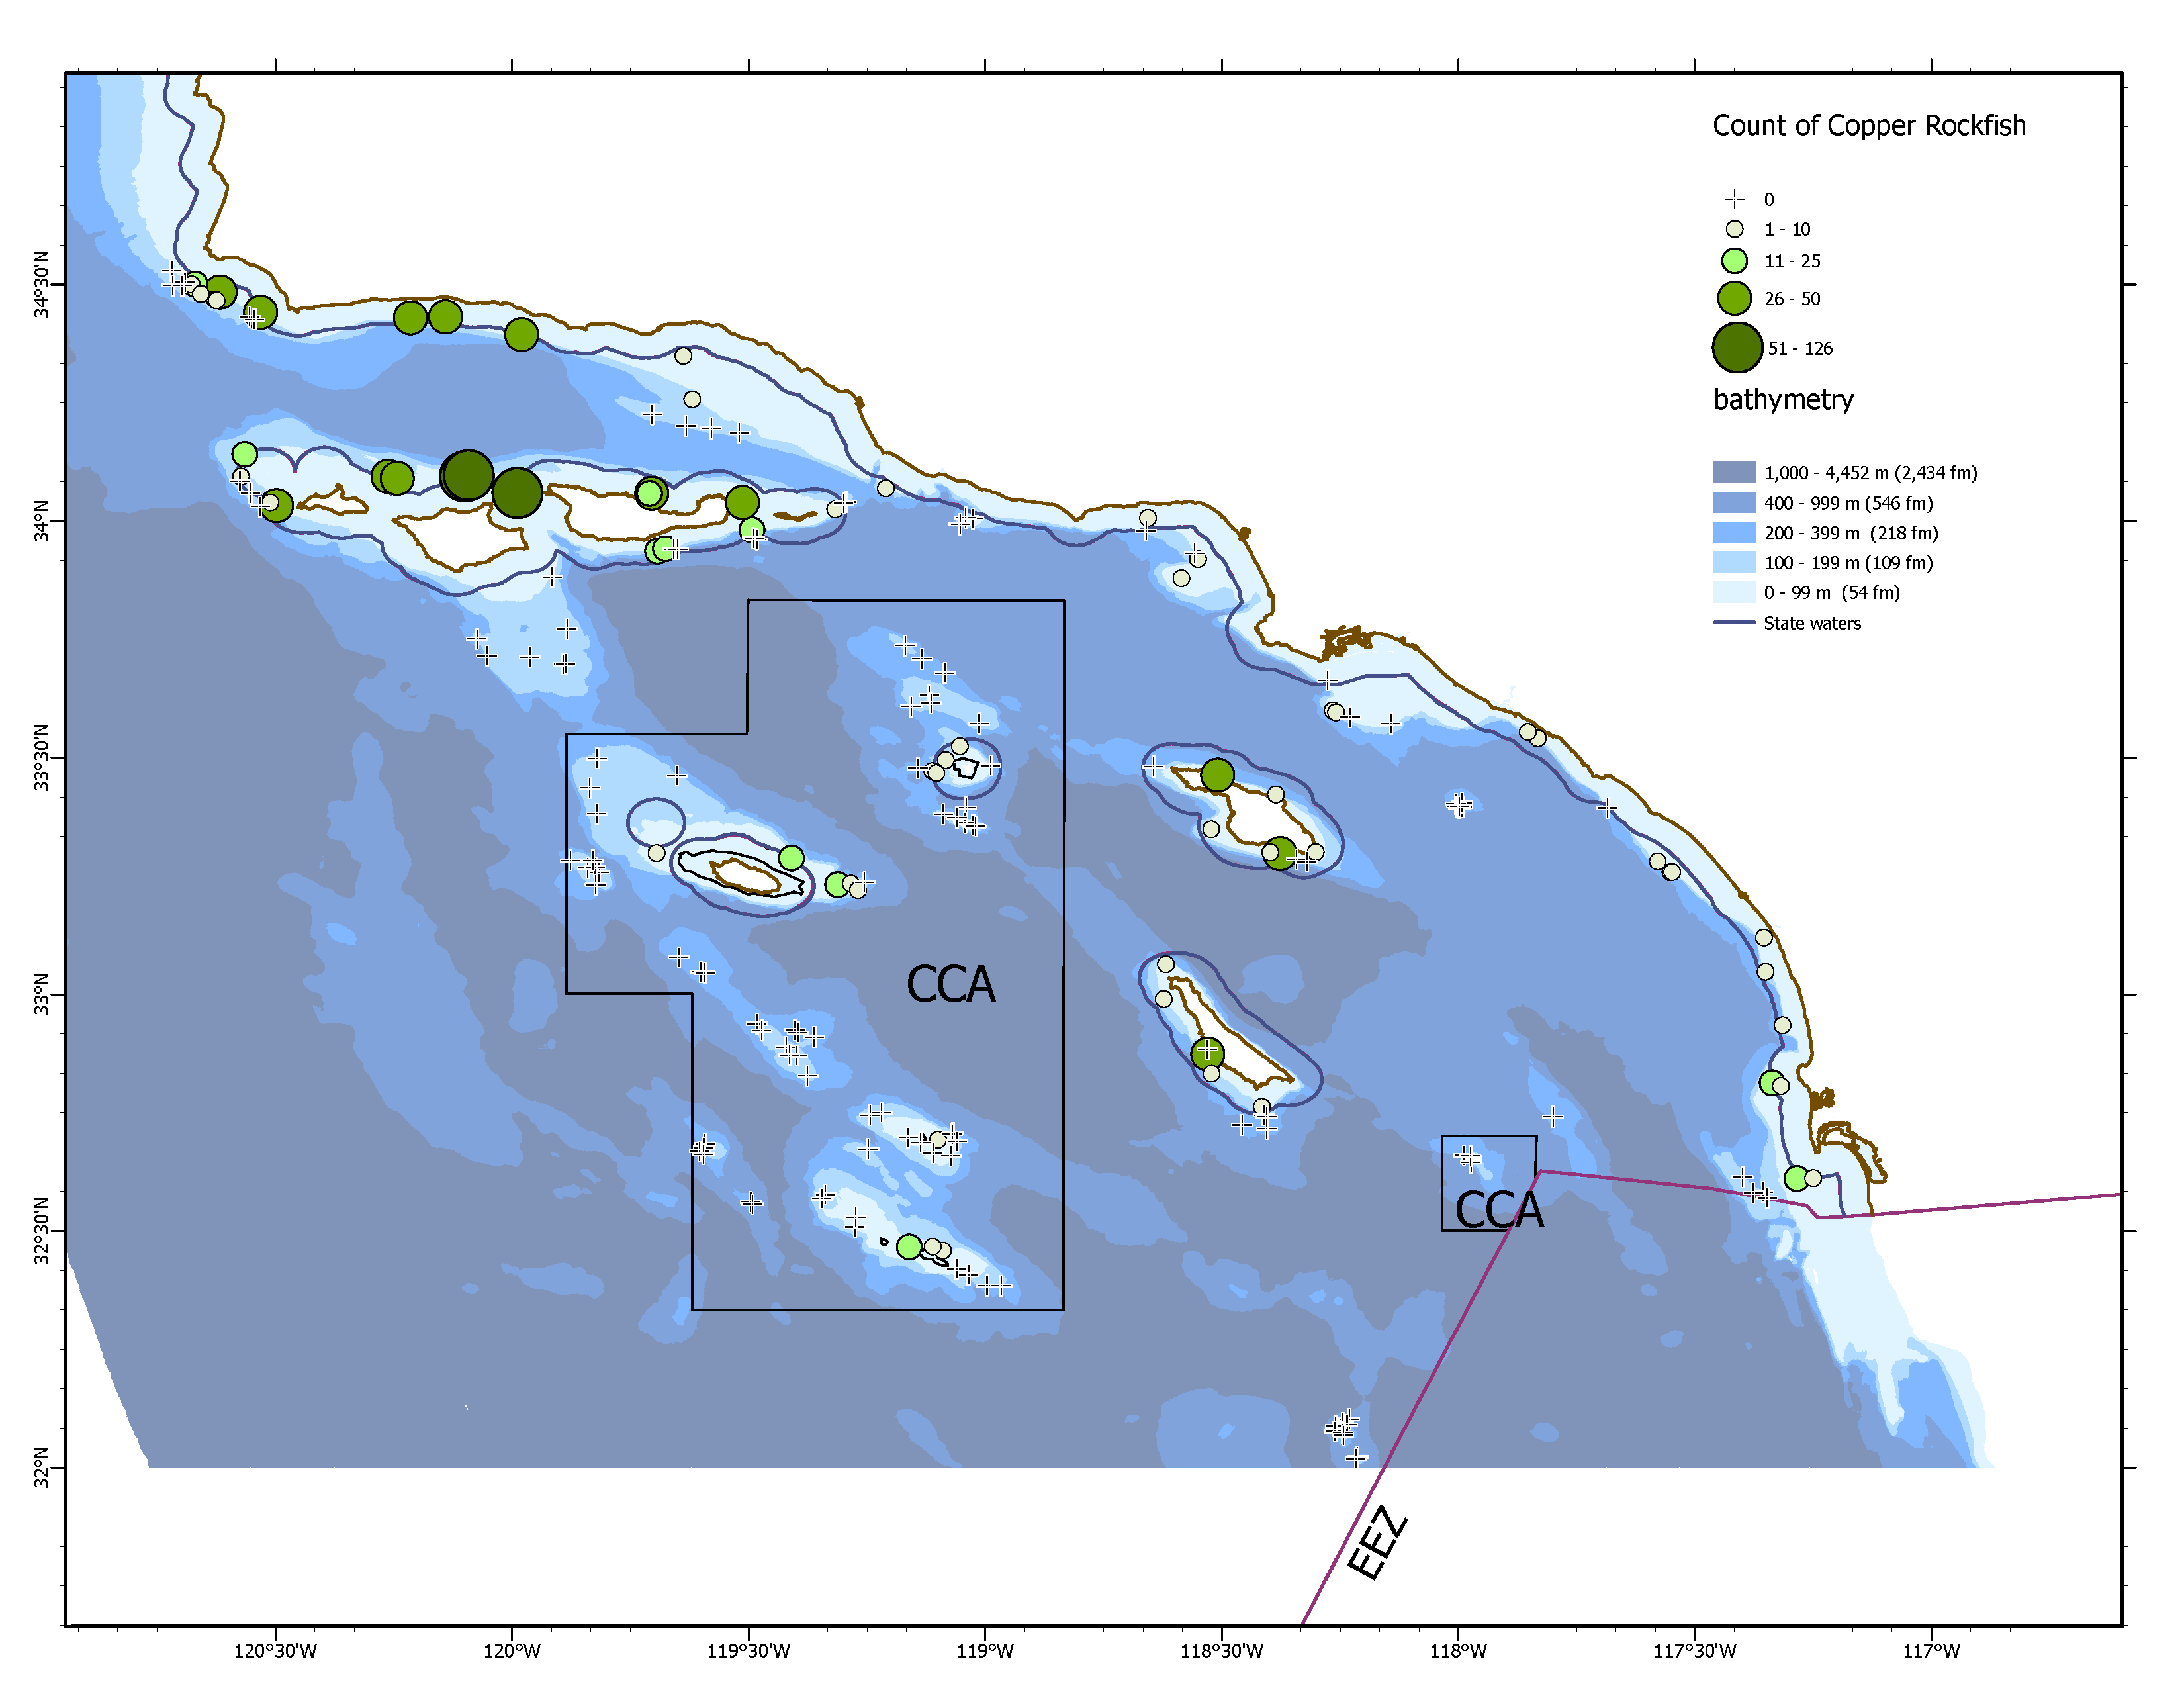 Count of Copper Rockfish
0
1 - 10
11 - 25
26 - 50
51 - 126
bathymetry
1,000 - 4,452 m (2,434 fm)
400 - 999 m (546 fm)
200 - 399 m  (218 fm)
100 - 199 m (109 fm)
0 - 99 m  (54 fm)
State waters
34°30'N
34°N
33°30'N
33°N
32°30'N
32°N
CCA
CCA
EEZ
120°30'W
120°W
119°30'W
119°W
118°30'W
118°W
117°30'W
117°W